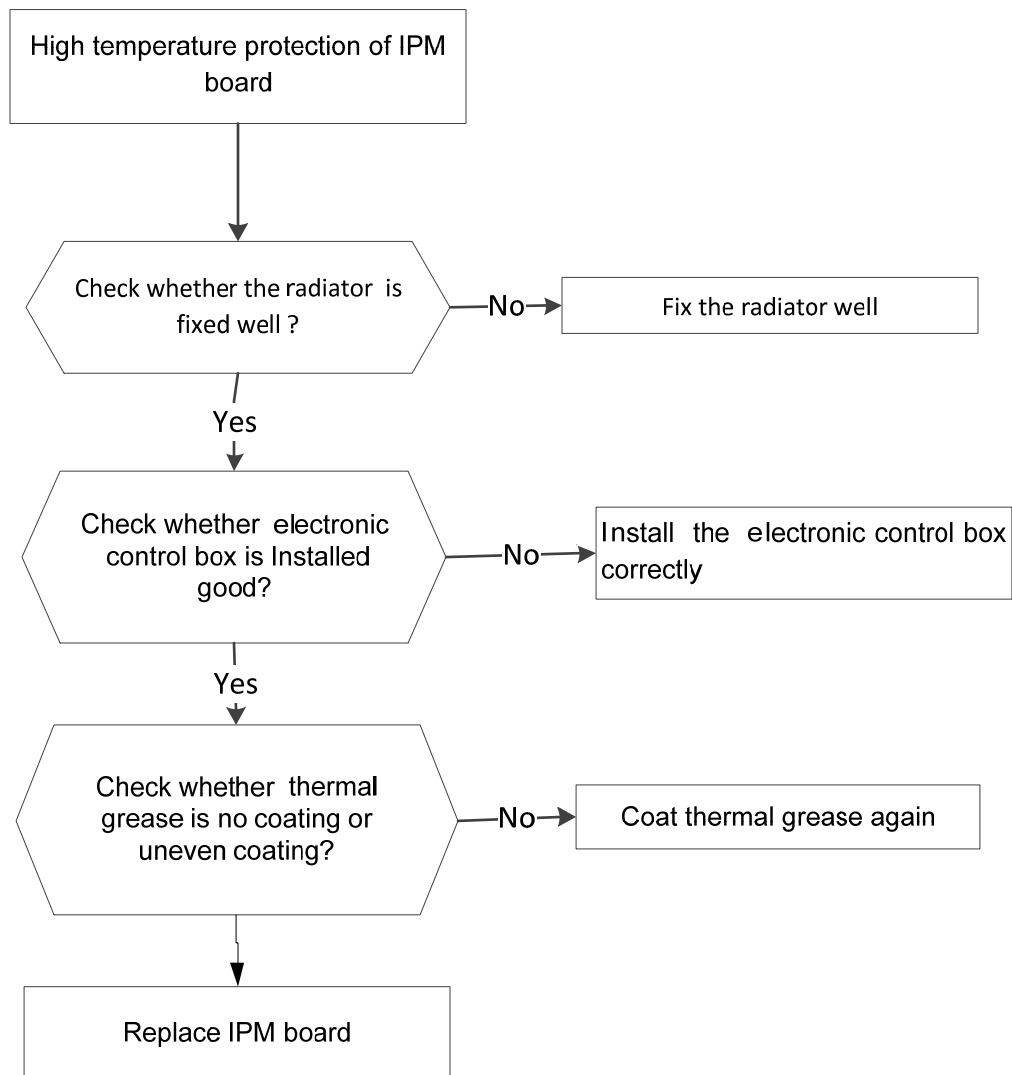 High temperature protection of IPM
board
Check whether the radiator is
fixed well ?
No
Fix the radiator well
Yes
Check whether electronic
control box is Installed
good?
No
Install the electronic control box
correctly
Yes
Check whether thermal
grease is no coating or
uneven coating?
No
Coat thermal grease again
Replace IPM board